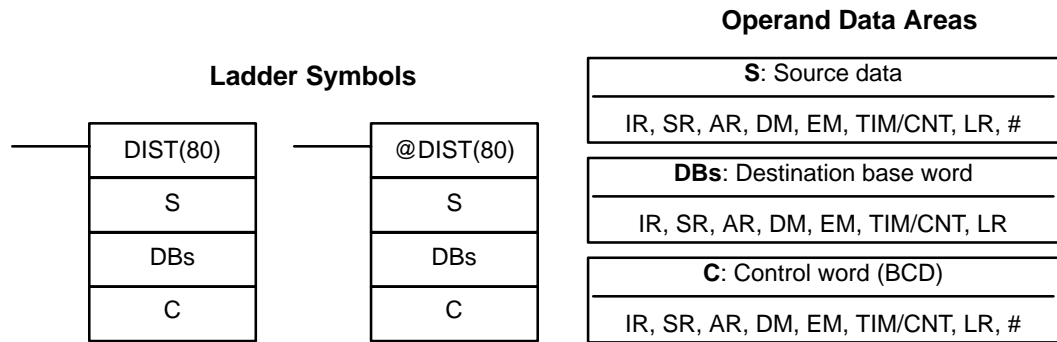 Operand Data Areas
Ladder Symbols
DIST(80)
S
DBs
C
@DIST(80)
S
DBs
C
S: Source data
IR, SR, AR, DM, EM, TIM/CNT, LR, #
DBs: Destination base word
IR, SR, AR, DM, EM, TIM/CNT, LR
C: Control word (BCD)
IR, SR, AR, DM, EM, TIM/CNT, LR, #